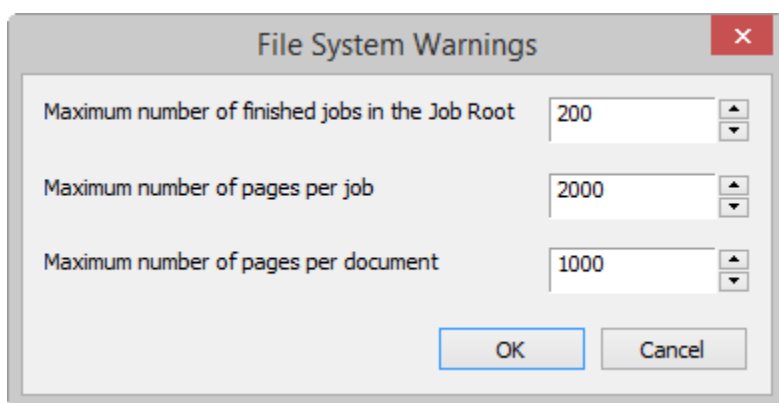 File System Warnings
Maximum number of finished jobs in the Job Root 200
Maximum number of pages per job 2000
Maximum number of pages per document 1000
OK Cancel